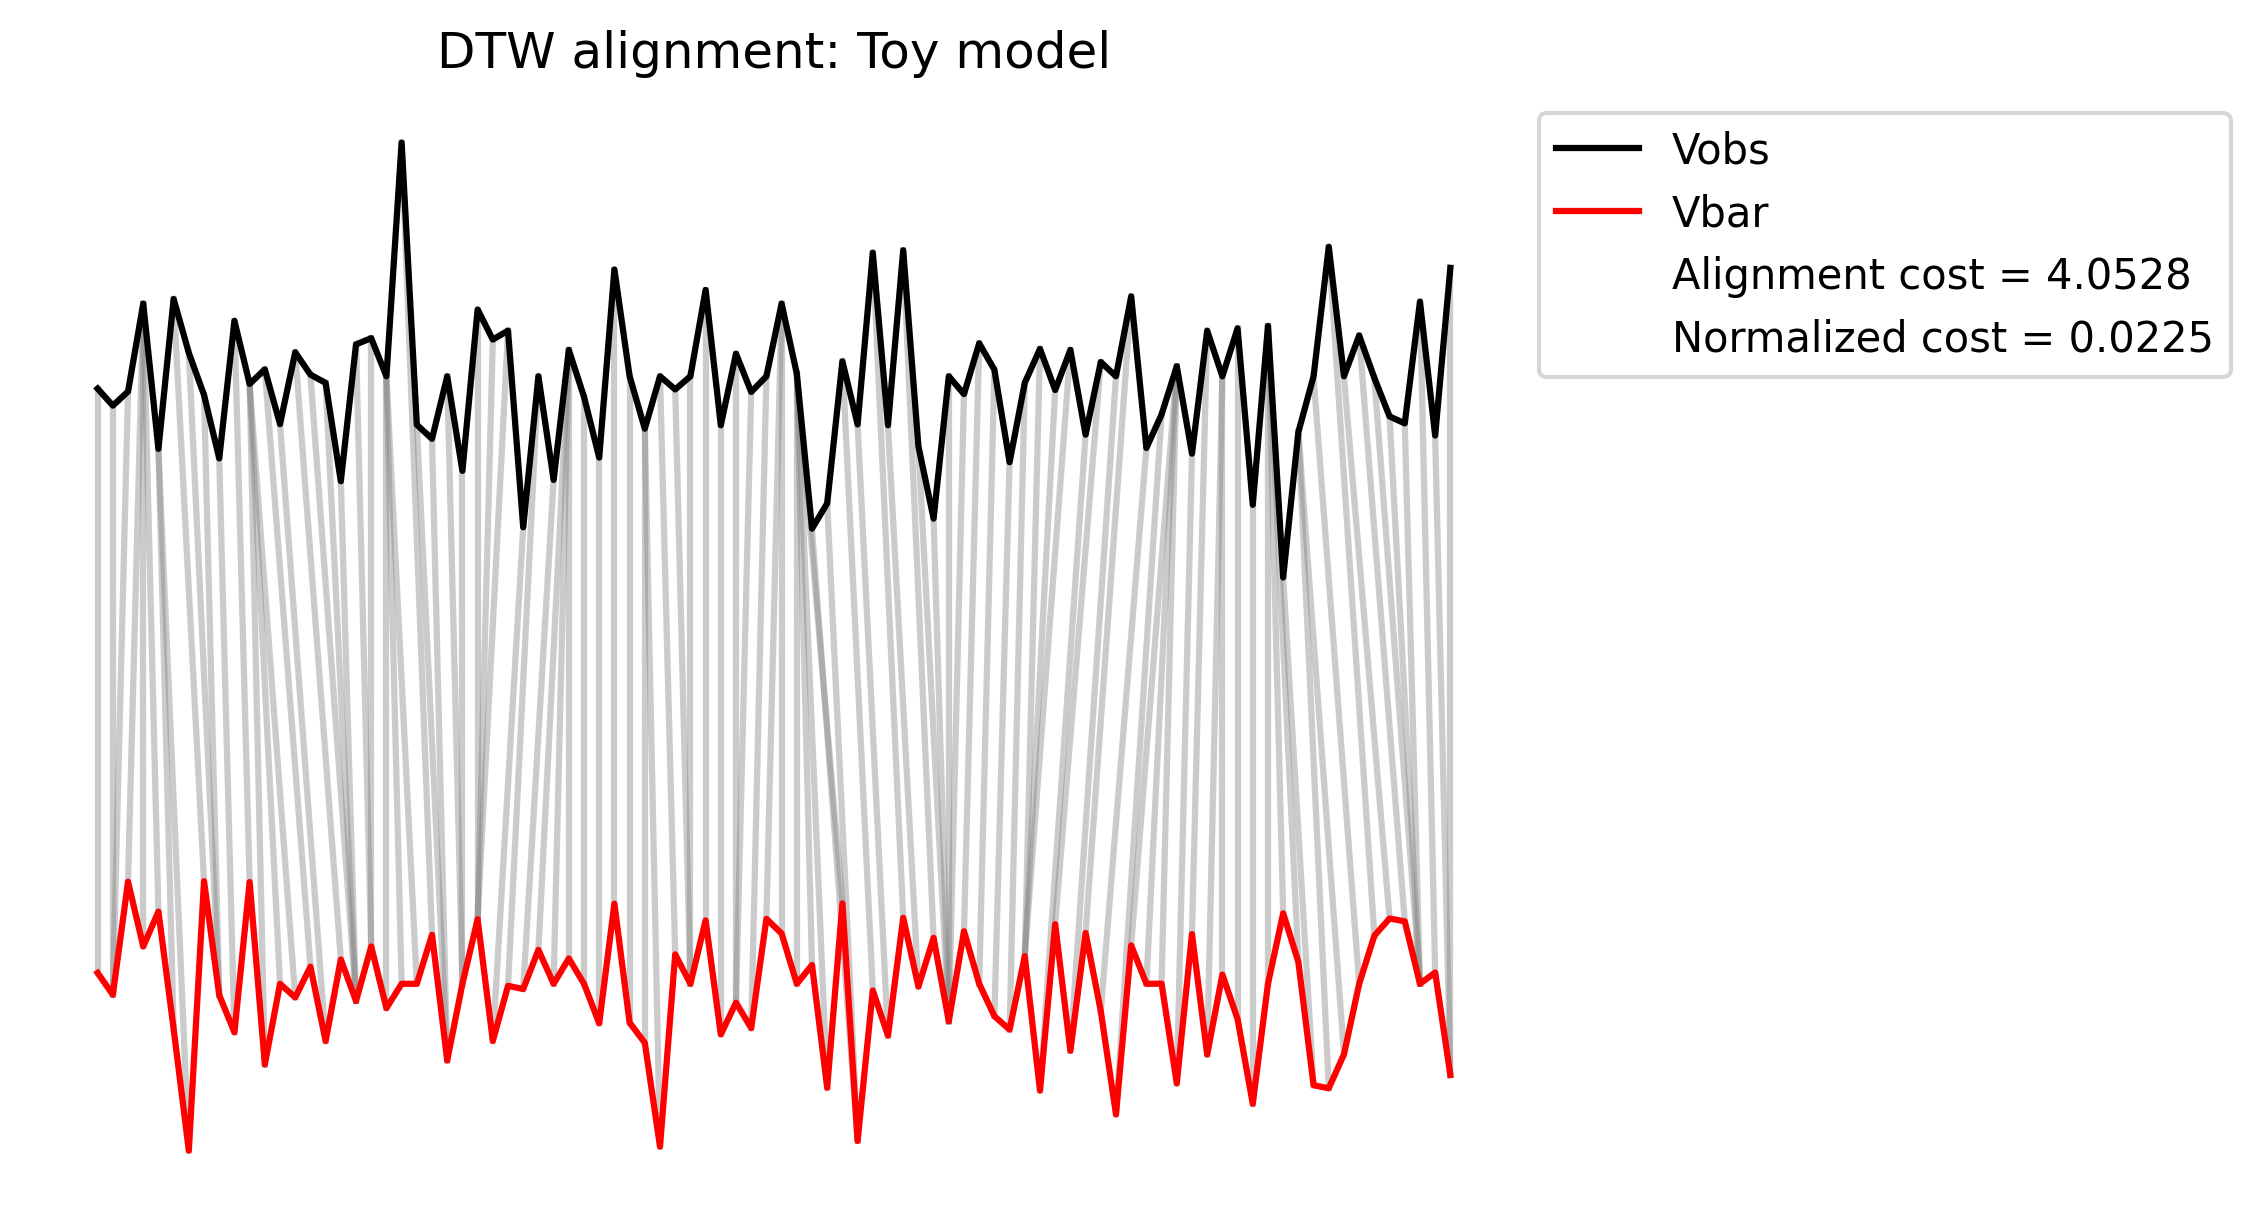 DTW alignment: Toy model
Vobs
Vbar
Alignment cost = 4.0528
Normalized cost = 0.0225